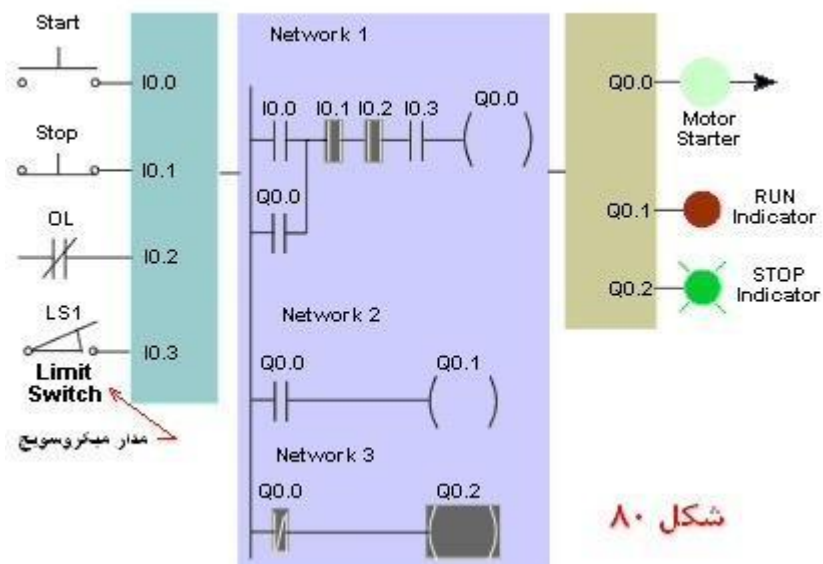 Start
I0.0
Stop
I0.1
OL
I0.2
LS1
I0.3
Limit
Switch
مدار میکروسویچ
Network 1
I0.0 I0.1 I0.2 I0.3 Q0.0
Q0.0
Network 2
Q0.0 Q0.1
Network 3
Q0.0 Q0.2
Q0.0
Motor
Starter
Q0.1
RUN
Indicator
Q0.2
STOP
Indicator
شکل ۸۰